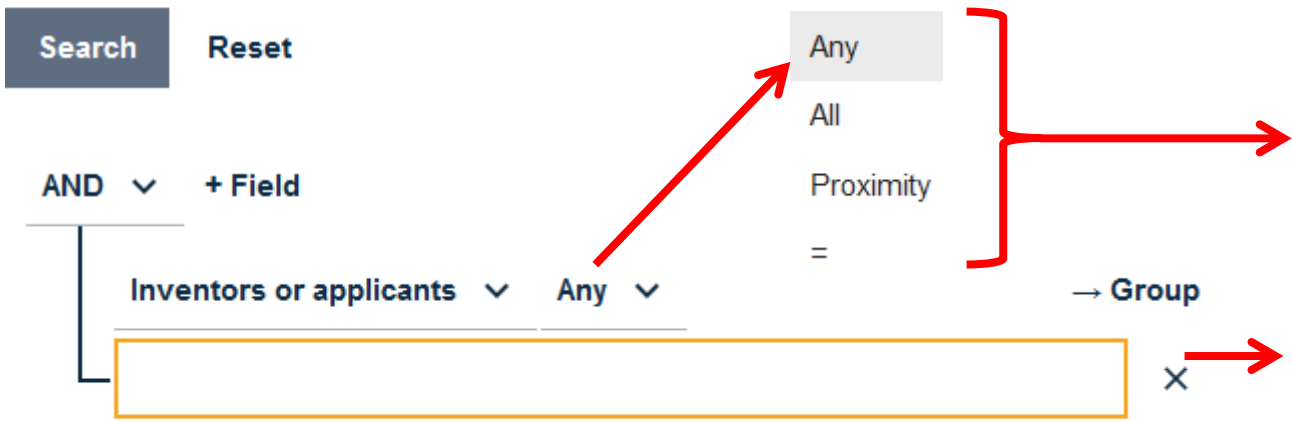 Search Reset
Any
All
Proximity
=
AND + Field
Inventors or applicants Any → Group